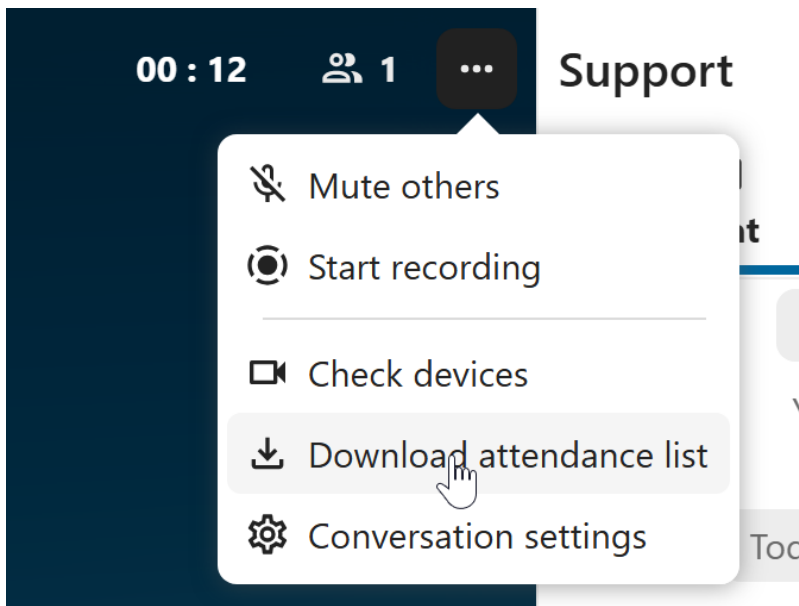 00 : 12
1
Support
Mute others
Start recording
Check devices
Download attendance list
Conversation settings